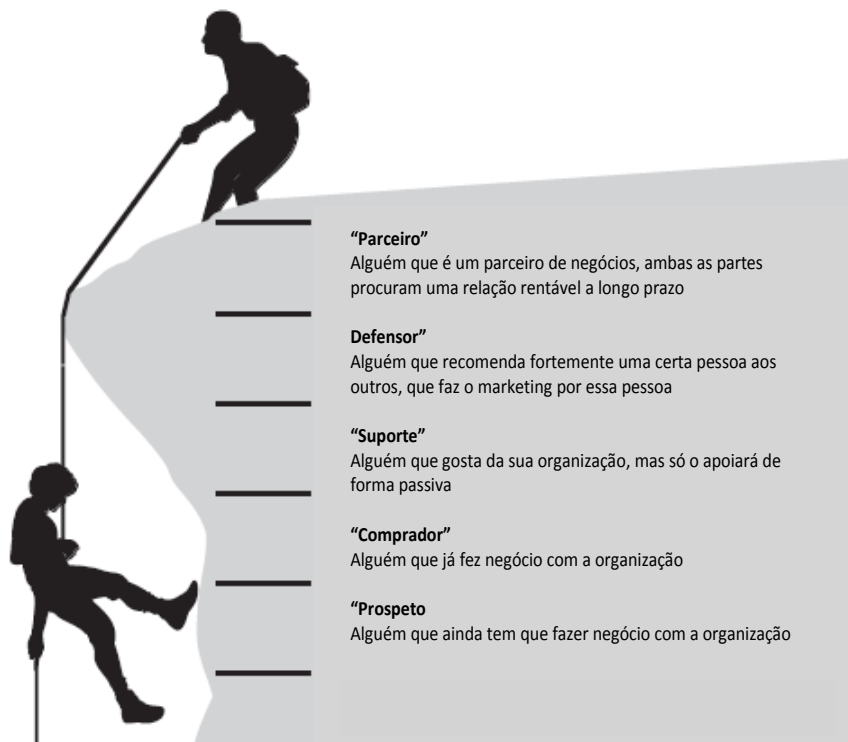 “Parceiro”
Alguém que é um parceiro de negócios, ambas as partes
procuram uma relação rentável a longo prazo
Defensor”
Alguém que recomenda fortemente uma certa pessoa aos
outros, que faz o marketing por essa pessoa
“Suporte”
Alguém que gosta da sua organização, mas só o apoiará de
forma passiva
“Comprador”
Alguém que já fez negócio com a organização
“Prospeto
Alguém que ainda tem que fazer negócio com a organização